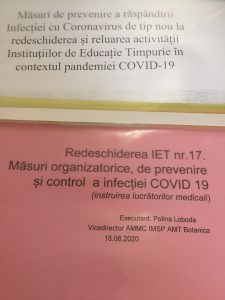 Măsuri de prevenire a răspândirii
Infecției cu Coronavirus de tip nou la
redeschiderea și reluarea activității
Instituțiilor de Educație Timpurie în
contextul pandemiei COVID-19
Redeschiderea IET nr.17.
Măsuri organizatorice, de prevenire
și control a infecției COVID 19
(instruirea lucrătorilor medicali)
Executant: Polina Loboda
Vicedirector AMMC IMSP AMT Botanica
18.08.2020